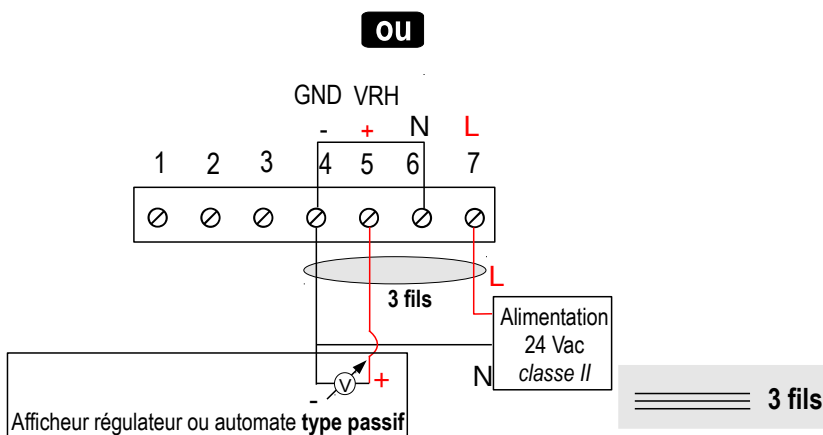 ou
GND VRH
- + N L
1 2 3 4 5 6 7
L
3 fils
Alimentation
24 Vac
classe II
N
- V +
Afficheur régulateur ou automate type passif
3 fils